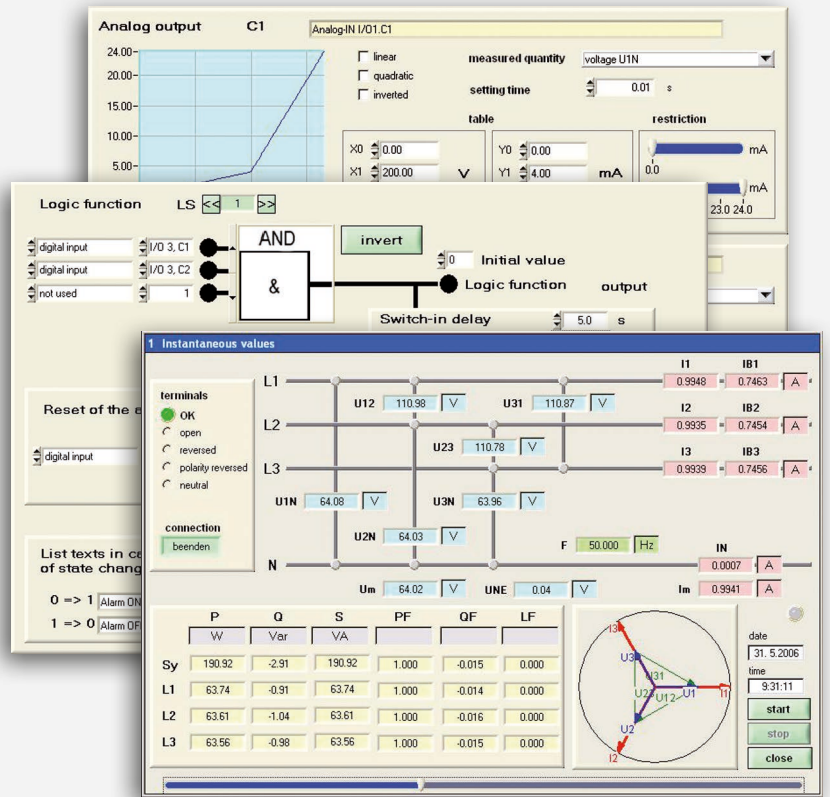 Analog output C1 Analog-IN I/O1.C1
24.00
20.00
15.00
10.00
5.00
linear
quadratic
inverted
measured quantity voltage U1N
setting time 0.01 s
table
X0 0.00 Y0 0.00
X1 200.00 V Y1 4.00 mA
restriction
mA
0.0
mA
23.0 24.0
Logic function LS << 1 >>
digital input I/O 3, C1
digital input I/O 3, C2
not used 1
AND
&
invert
0 Initial value
Logic function output
Switch-in delay 5.0 s
Reset of the
digital input
List texts in
of state
0 => 1 Alarm
1 => 0 Alarm
1 Instantaneous values
terminals
OK
open
reversed
polarity reversed
neutral
connection
beenden
I1 IB1
L1 0.9948 0.7463 A
U12 110.98 V U31 110.87 V
I2 IB2
L2 0.9935 0.7454 A
U23 110.78 V
I3 IB3
L3 0.9939 0.7456 A
U1N 64.08 V U3N 63.96 V
U2N 64.03 V
F 50.000 Hz
IN
N 0.0007 A
Um 64.02 V UNE 0.04 V Im 0.9941 A
P Q S PF QF LF
W Var VA
Sy 190.92 -2.91 190.92 1.000 -0.015 0.000
L1 63.74 -0.91 63.74 1.000 -0.014 0.000
L2 63.61 -1.04 63.61 1.000 -0.016 0.000
L3 63.56 -0.98 63.56 1.000 -0.015 0.000
I3
U3
U31
U23 U12 U1 I1
U2
I2
date
31. 5.2006
time
9:31:11
start
stop
close